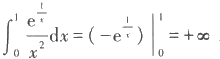 ∫₀¹ e^(1/x)/x² dx = (−e^(1/x)) |₀¹ = +∞